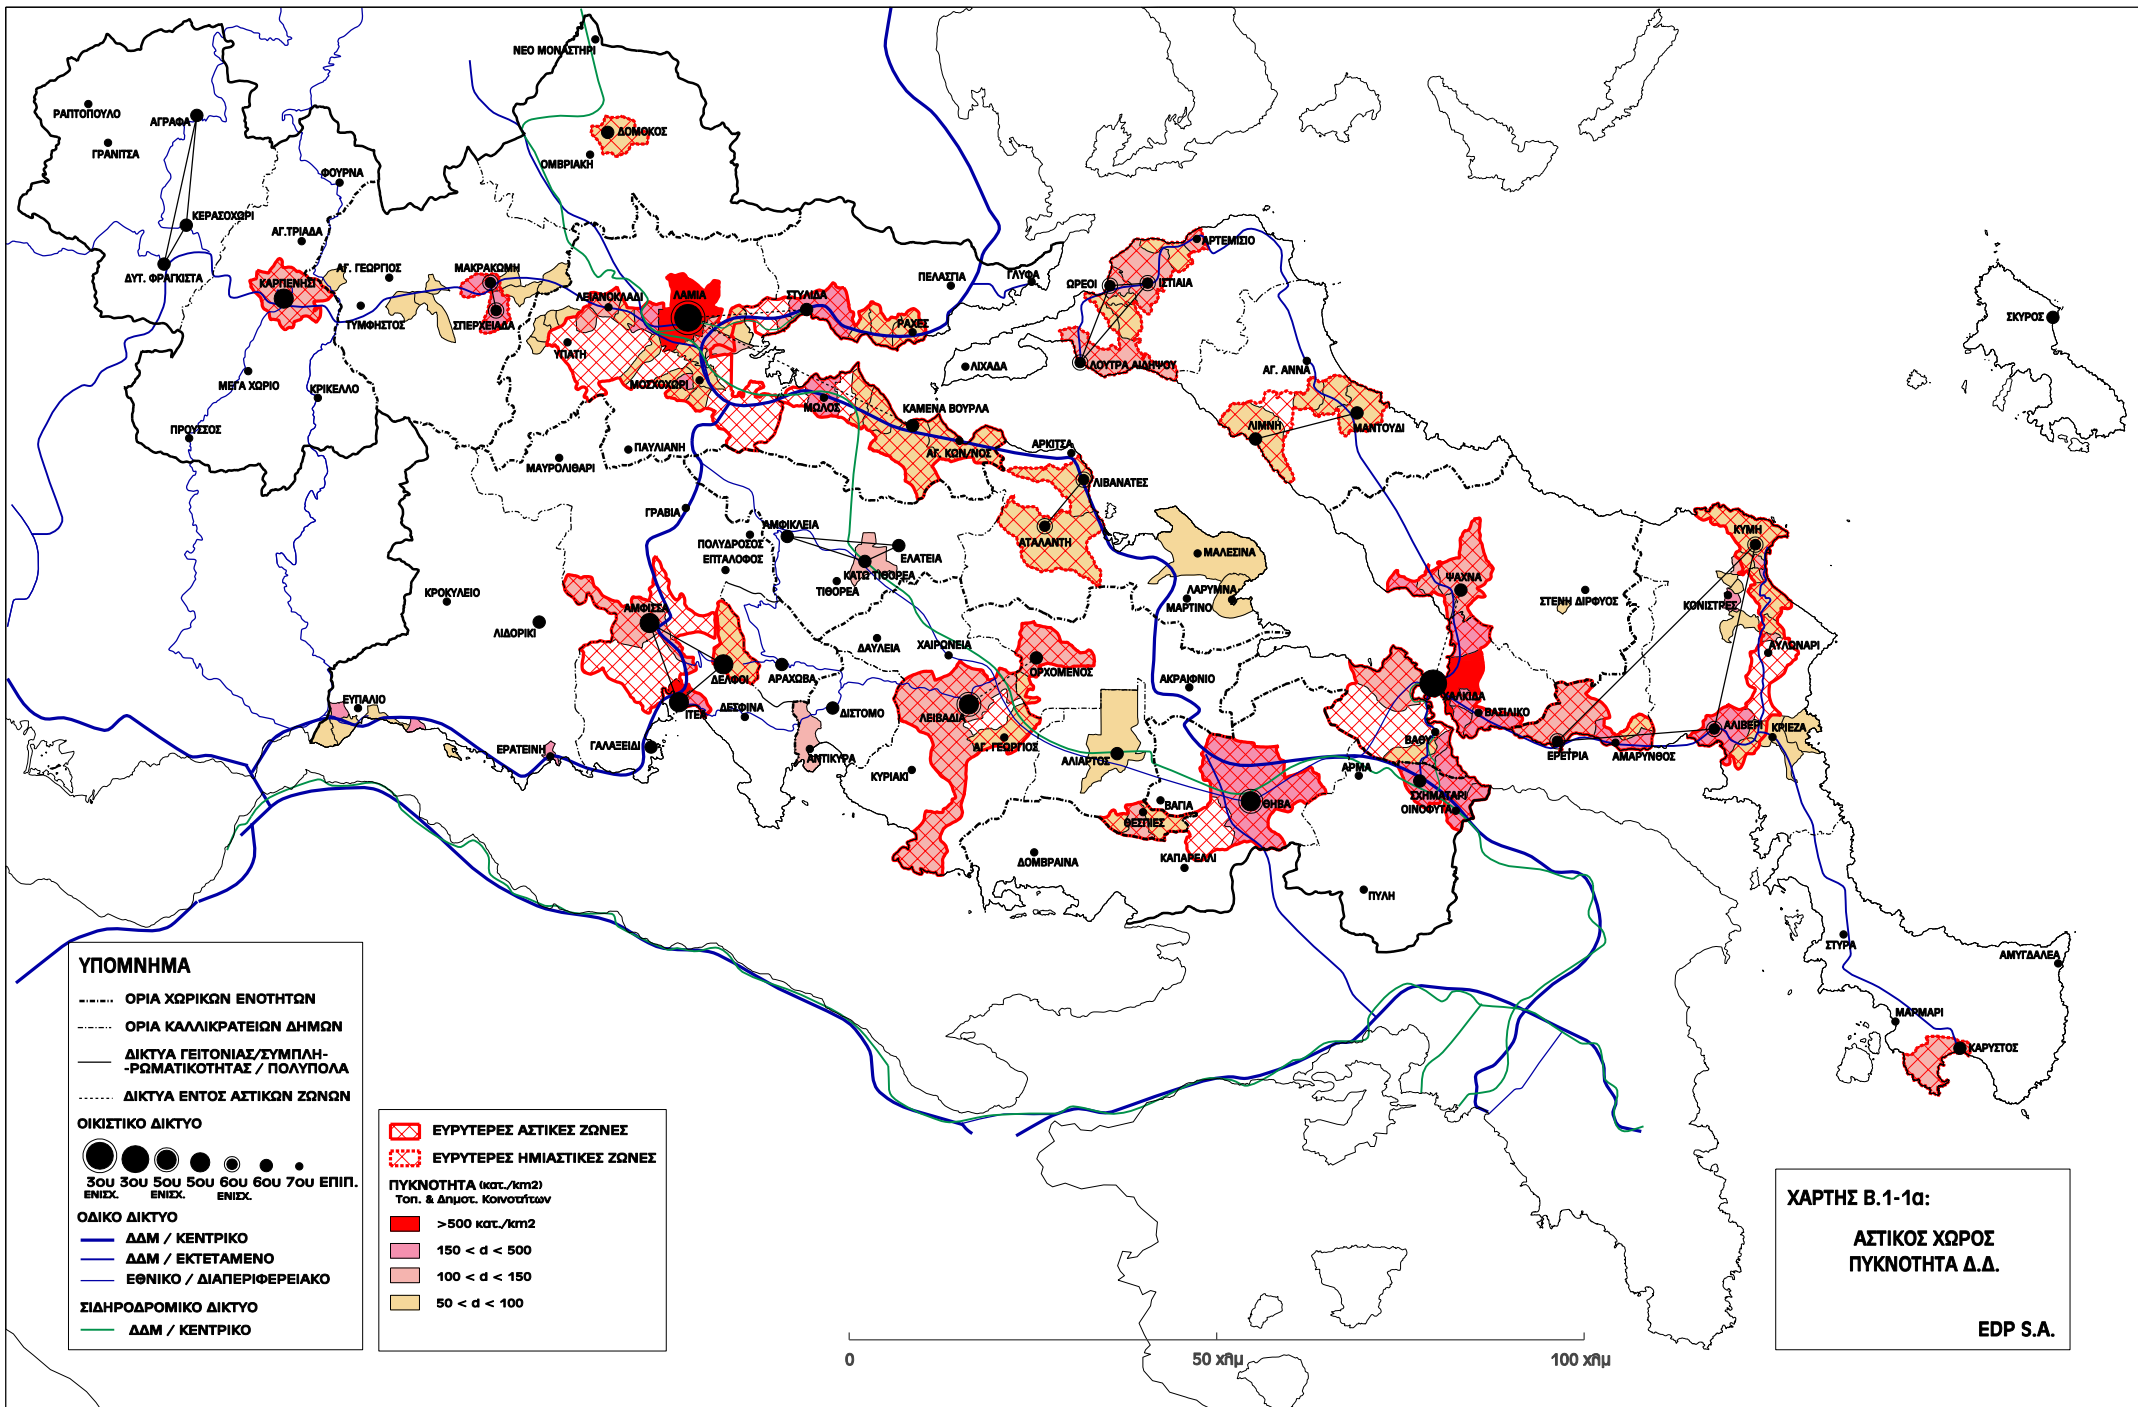 ΝΕΟ ΜΟΝΑΣΤΗΡΙ
ΡΑΠΤΟΠΟΥΛΟ
ΑΓΡΑΦΑ
ΔΟΜΟΚΟΣ
ΓΡΑΝΙΤΣΑ
ΟΜΒΡΙΑΚΗ
ΦΟΥΡΝΑ
ΚΕΡΑΣΟΧΩΡΙ
ΑΓ.ΤΡΙΑΔΑ
ΑΡΤΕΜΙΣΙΟ
ΔΥΤ. ΦΡΑΓΚΙΣΤΑ
ΚΑΡΠΕΝΗΣΙ
ΑΓ. ΓΕΩΡΓΙΟΣ
ΜΑΚΡΑΚΩΜΗ
ΠΕΛΑΣΓΙΑ
ΓΛΥΦΑ
ΩΡΕΟΙ
ΙΣΤΙΑΙΑ
ΛΕΙΑΝΟΚΛΑΔΙ
ΛΑΜΙΑ
ΣΤΥΛΙΔΑ
ΤΥΜΦΗΣΤΟΣ
ΣΠΕΡΧΕΙΑΔΑ
ΡΑΧΕΣ
ΣΚΥΡΟΣ
ΥΠΑΤΗ
ΜΕΓΑ ΧΩΡΙΟ
ΚΡΙΚΕΛΛΟ
ΜΟΣΧΟΧΩΡΙ
ΛΙΧΑΔΑ
ΛΟΥΤΡΑ ΑΙΔΗΨΟΥ
ΑΓ. ΑΝΝΑ
ΜΩΛΟΣ
ΚΑΜΕΝΑ ΒΟΥΡΛΑ
ΠΡΟΥΣΣΟΣ
ΛΙΜΝΗ
ΜΑΝΤΟΥΔΙ
ΠΑΥΛΙΑΝΗ
ΑΓ. ΚΩΝ/ΝΟΣ
ΑΡΚΙΤΣΑ
ΜΑΥΡΟΛΙΘΑΡΙ
ΛΙΒΑΝΑΤΕΣ
ΓΡΑΒΙΑ
ΑΜΦΙΚΛΕΙΑ
ΑΤΑΛΑΝΤΗ
ΚΥΜΗ
ΠΟΛΥΔΡΟΣΟΣ
ΕΠΤΑΛΟΦΟΣ
ΕΛΑΤΕΙΑ
ΜΑΛΕΣΙΝΑ
ΚΑΤΩ ΤΙΘΟΡΕΑ
ΤΙΘΟΡΕΑ
ΨΑΧΝΑ
ΚΡΟΚΥΛΕΙΟ
ΛΑΡΥΜΝΑ
ΜΑΡΤΙΝΟ
ΣΤΕΝΗ ΔΙΡΦΥΟΣ
ΚΟΝΙΣΤΡΕΣ
ΛΙΔΟΡΙΚΙ
ΑΜΦΙΣΣΑ
ΔΑΥΛΕΙΑ
ΧΑΙΡΩΝΕΙΑ
ΑΥΛΩΝΑΡΙ
ΔΕΛΦΟΙ
ΑΡΑΧΩΒΑ
ΟΡΧΟΜΕΝΟΣ
ΑΚΡΑΙΦΝΙΟ
ΧΑΛΚΙΔΑ
ΕΥΠΑΛΙΟ
ΙΤΕΑ
ΔΕΣΦΙΝΑ
ΔΙΣΤΟΜΟ
ΛΕΙΒΑΔΙΑ
ΒΑΣΙΛΙΚΟ
ΑΛΙΒΕΡΙ
ΚΡΙΕΖΑ
ΕΡΑΤΕΙΝΗ
ΓΑΛΑΞΕΙΔΙ
ΑΝΤΙΚΥΡΑ
ΑΓ. ΓΕΩΡΓΙΟΣ
ΑΛΙΑΡΤΟΣ
ΒΑΘΥ
ΕΡΕΤΡΙΑ
ΑΜΑΡΥΝΘΟΣ
ΚΥΡΙΑΚΙ
ΑΡΜΑ
ΒΑΓΙΑ
ΘΗΒΑ
ΣΧΗΜΑΤΑΡΙ
ΟΙΝΟΦΥΤΑ
ΘΕΣΠΙΕΣ
ΔΟΜΒΡΑΙΝΑ
ΚΑΠΑΡΕΛΛΙ
ΠΥΛΗ
ΣΤΥΡΑ
ΑΜΥΓΔΑΛΕΑ
ΜΑΡΜΑΡΙ
ΚΑΡΥΣΤΟΣ
ΥΠΟΜΝΗΜΑ
ΟΡΙΑ ΧΩΡΙΚΩΝ ΕΝΟΤΗΤΩΝ
ΟΡΙΑ ΚΑΛΛΙΚΡΑΤΕΙΩΝ ΔΗΜΩΝ
ΔΙΚΤΥΑ ΓΕΙΤΟΝΙΑΣ/ΣΥΜΠΛΗ-
-ΡΩΜΑΤΙΚΟΤΗΤΑΣ / ΠΟΛΥΠΟΛΑ
ΔΙΚΤΥΑ ΕΝΤΟΣ ΑΣΤΙΚΩΝ ΖΩΝΩΝ
ΟΙΚΙΣΤΙΚΟ ΔΙΚΤΥΟ
3ου 3ου 5ου 5ου 6ου 6ου 7ου ΕΠΙΠ.
ΕΝΙΣΧ. ΕΝΙΣΧ. ΕΝΙΣΧ.
ΟΔΙΚΟ ΔΙΚΤΥΟ
ΔΔΜ / ΚΕΝΤΡΙΚΟ
ΔΔΜ / ΕΚΤΕΤΑΜΕΝΟ
ΕΘΝΙΚΟ / ΔΙΑΠΕΡΙΦΕΡΕΙΑΚΟ
ΣΙΔΗΡΟΔΡΟΜΙΚΟ ΔΙΚΤΥΟ
ΔΔΜ / ΚΕΝΤΡΙΚΟ
ΕΥΡΥΤΕΡΕΣ ΑΣΤΙΚΕΣ ΖΩΝΕΣ
ΕΥΡΥΤΕΡΕΣ ΗΜΙΑΣΤΙΚΕΣ ΖΩΝΕΣ
ΠΥΚΝΟΤΗΤΑ (κατ./km2)
Τοπ. & Δημοτ. Κοινοτήτων
>500 κατ./km2
150 < d < 500
100 < d < 150
50 < d < 100
0 50 χλμ 100 χλμ
ΧΑΡΤΗΣ Β.1-1α:
ΑΣΤΙΚΟΣ ΧΩΡΟΣ
ΠΥΚΝΟΤΗΤΑ Δ.Δ.
EDP S.A.